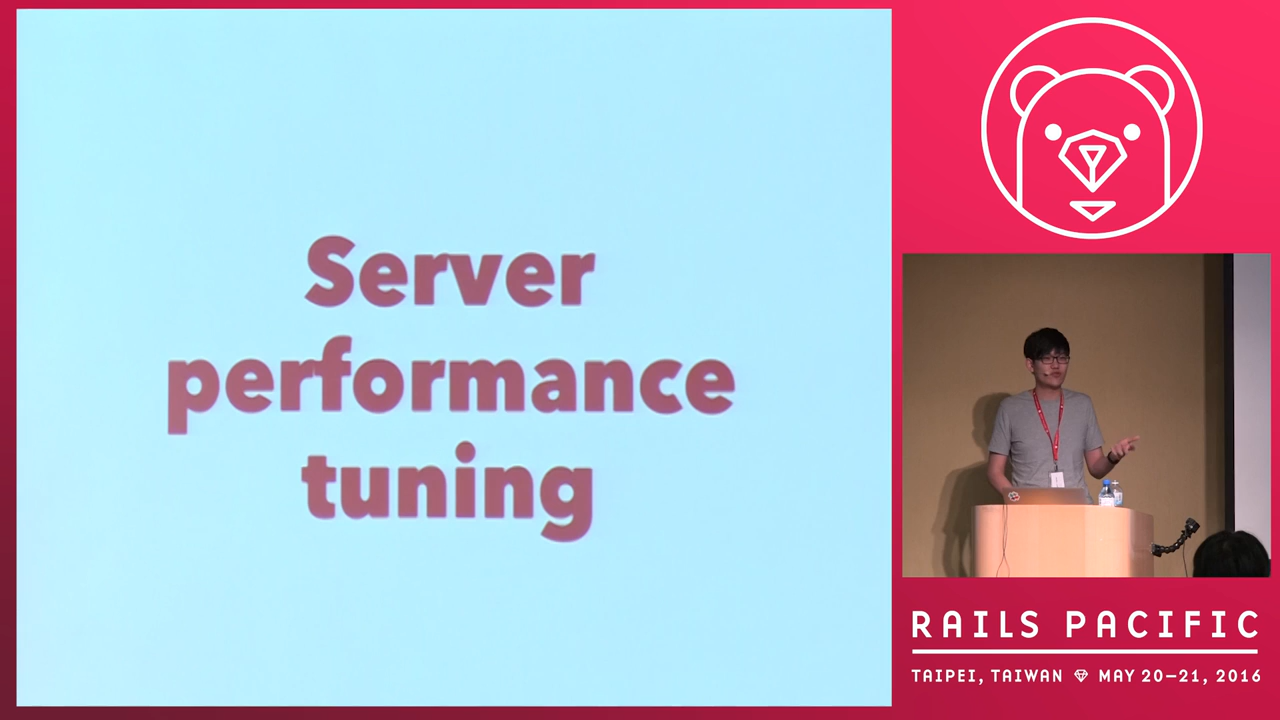 Server
performance
tuning
RAILS PACIFIC
TAIPEI, TAIWAN MAY 20–21, 2016